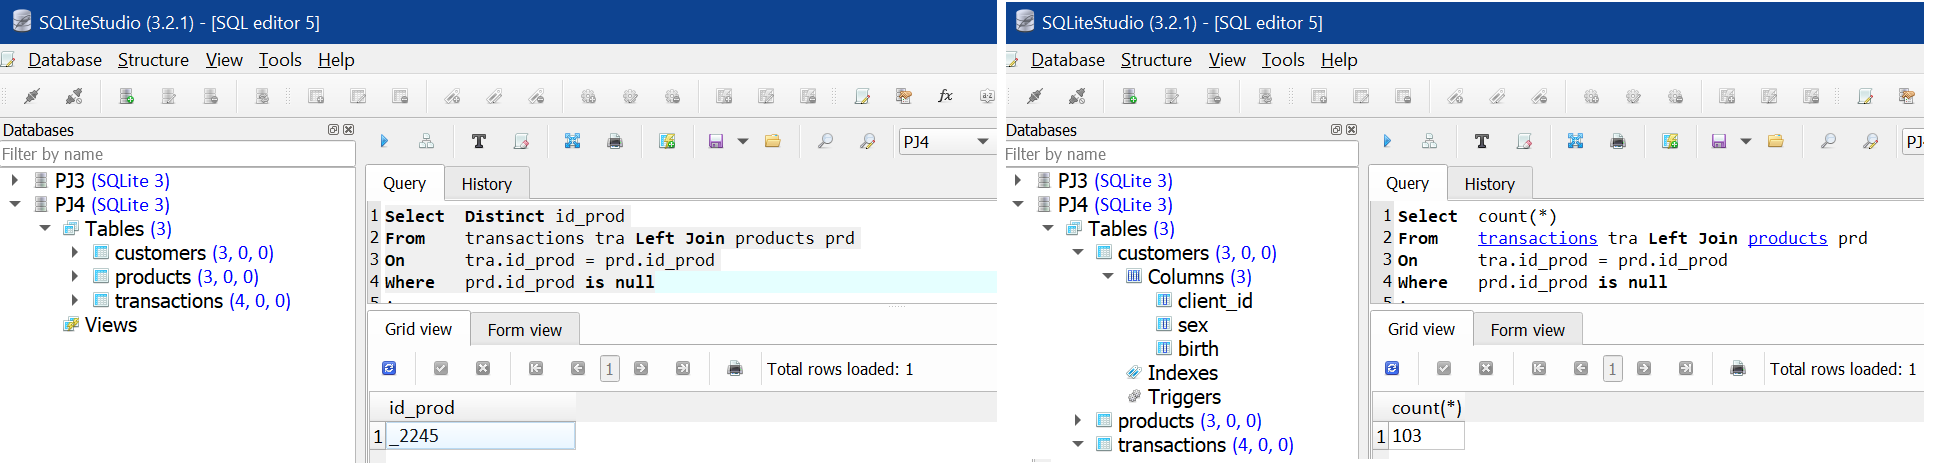 SQLiteStudio (3.2.1) - [SQL editor 5]
Database Structure View Tools Help
Databases
Filter by name
PJ3 (SQLite 3)
PJ4 (SQLite 3)
Tables (3)
customers (3, 0, 0)
products (3, 0, 0)
transactions (4, 0, 0)
Views
PJ4
Query History
1 Select Distinct id_prod
2 From transactions tra Left Join products prd
3 On tra.id_prod = prd.id_prod
4 Where prd.id_prod is null
5 ;
Grid view Form view
1 Total rows loaded: 1
id_prod
1 _2245
SQLiteStudio (3.2.1) - [SQL editor 5]
Database Structure View Tools Help
Databases
Filter by name
PJ3 (SQLite 3)
PJ4 (SQLite 3)
Tables (3)
customers (3, 0, 0)
Columns (3)
client_id
sex
birth
Indexes
Triggers
products (3, 0, 0)
transactions (4, 0, 0)
Query History
1 Select count(*)
2 From transactions tra Left Join products prd
3 On tra.id_prod = prd.id_prod
4 Where prd.id_prod is null
5 ;
Grid view Form view
1 Total rows loaded: 1
count(*)
1 103